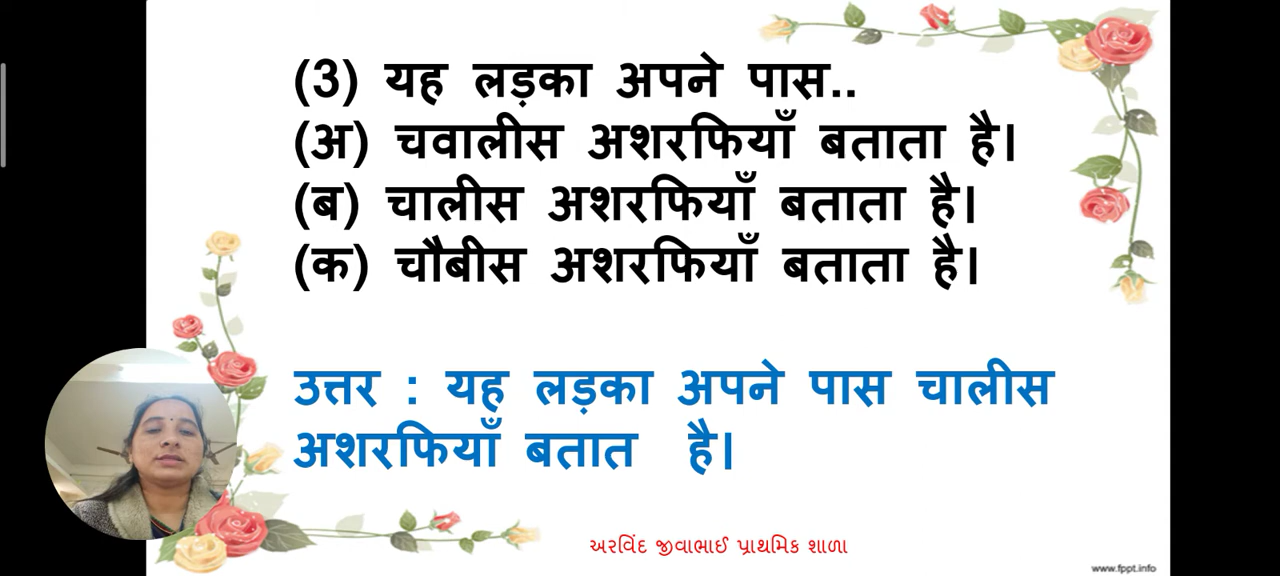 (3) यह लड़का अपने पास..
(अ) चवालीस अशरफियाँ बताता है।
(ब) चालीस अशरफियाँ बताता है।
(क) चौबीस अशरफियाँ बताता है।
उत्तर : यह लड़का अपने पास चालीस
अशरफियाँ बतात है।
અરવિંદ જીવાભાઈ પ્રાથમિક શાળા
www.fppt.info